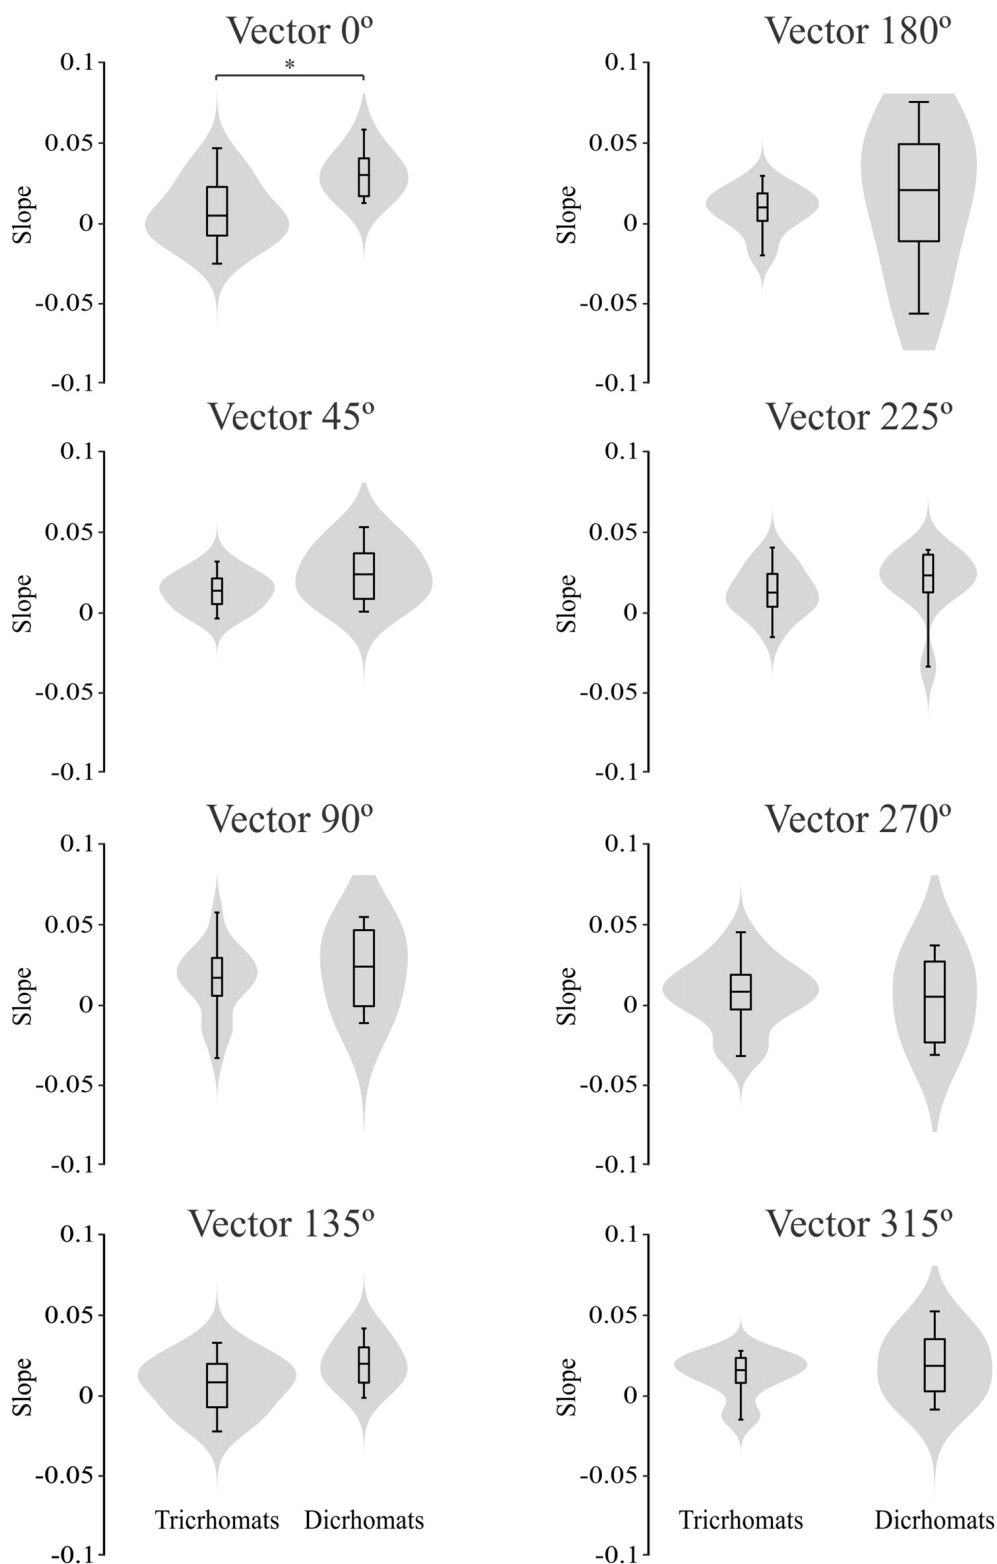 Vector 0º
0.1
*
0.05
Slope
0
-0.05
-0.1
Vector 180º
0.1
0.05
Slope
0
-0.05
-0.1
Vector 45º
0.1
0.05
Slope
0
-0.05
-0.1
Vector 225º
0.1
0.05
Slope
0
-0.05
-0.1
Vector 90º
0.1
0.05
Slope
0
-0.05
-0.1
Vector 270º
0.1
0.05
Slope
0
-0.05
-0.1
Vector 135º
0.1
0.05
Slope
0
-0.05
Tricrhomats Dicrhomats
-0.1
Vector 315º
0.1
0.05
Slope
0
-0.05
Tricrhomats Dicrhomats
-0.1